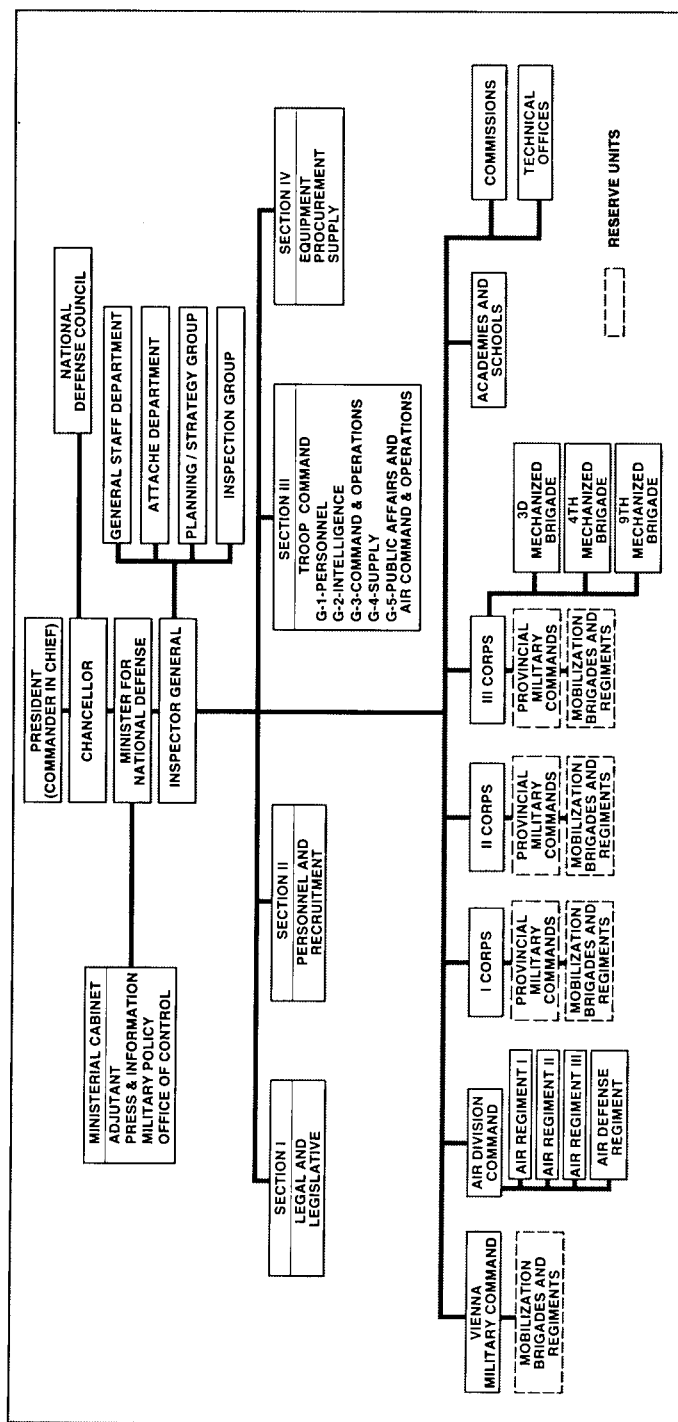 PRESIDENT
(COMMANDER IN CHIEF)
CHANCELLOR
NATIONAL
DEFENSE COUNCIL
MINISTER FOR
NATIONAL DEFENSE
MINISTERIAL CABINET
ADJUTANT
PRESS & INFORMATION
MILITARY POLICY
OFFICE OF CONTROL
INSPECTOR GENERAL
GENERAL STAFF DEPARTMENT
ATTACHE DEPARTMENT
PLANNING / STRATEGY GROUP
INSPECTION GROUP
SECTION I
LEGAL AND
LEGISLATIVE
SECTION II
PERSONNEL AND
RECRUITMENT
SECTION III
TROOP COMMAND
G-1-PERSONNEL
G-2-INTELLIGENCE
G-3-COMMAND & OPERATIONS
G-4-SUPPLY
G-5-PUBLIC AFFAIRS AND
AIR COMMAND & OPERATIONS
SECTION IV
EQUIPMENT
PROCUREMENT
SUPPLY
VIENNA
MILITARY COMMAND
MOBILIZATION
BRIGADES AND
REGIMENTS
AIR DIVISION
COMMAND
AIR REGIMENT I
AIR REGIMENT II
AIR REGIMENT III
AIR DEFENSE
REGIMENT
I CORPS
PROVINCIAL
MILITARY
COMMANDS
MOBILIZATION
BRIGADES AND
REGIMENTS
II CORPS
PROVINCIAL
MILITARY
COMMANDS
MOBILIZATION
BRIGADES AND
REGIMENTS
III CORPS
PROVINCIAL
MILITARY
COMMANDS
MOBILIZATION
BRIGADES AND
REGIMENTS
3D
MECHANIZED
BRIGADE
4TH
MECHANIZED
BRIGADE
9TH
MECHANIZED
BRIGADE
ACADEMIES AND
SCHOOLS
COMMISSIONS
TECHNICAL
OFFICES
RESERVE UNITS